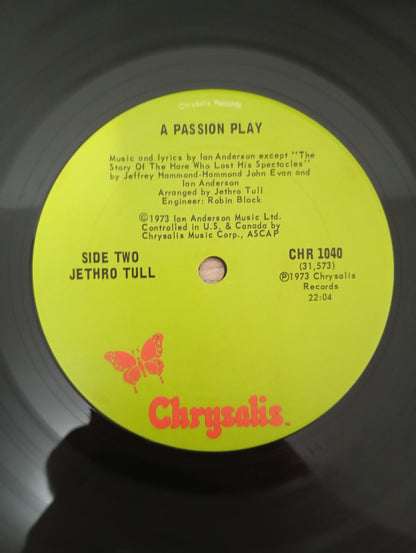 Chrysalis Records
A PASSION PLAY
Music and lyrics by Ian Anderson except "The
Story Of The Hare Who Lost His Spectacles"
by Jeffrey Hammond-Hammond John Evan and
Ian Anderson
Arranged by Jethro Tull
Engineer: Robin Black
©1973 Ian Anderson Music Ltd.
Controlled in U.S. & Canada by
Chrysalis Music Corp., ASCAP
SIDE TWO
JETHRO TULL
CHR 1040
(31,573)
℗1973 Chrysalis
Records
22:04
Chrysalis™